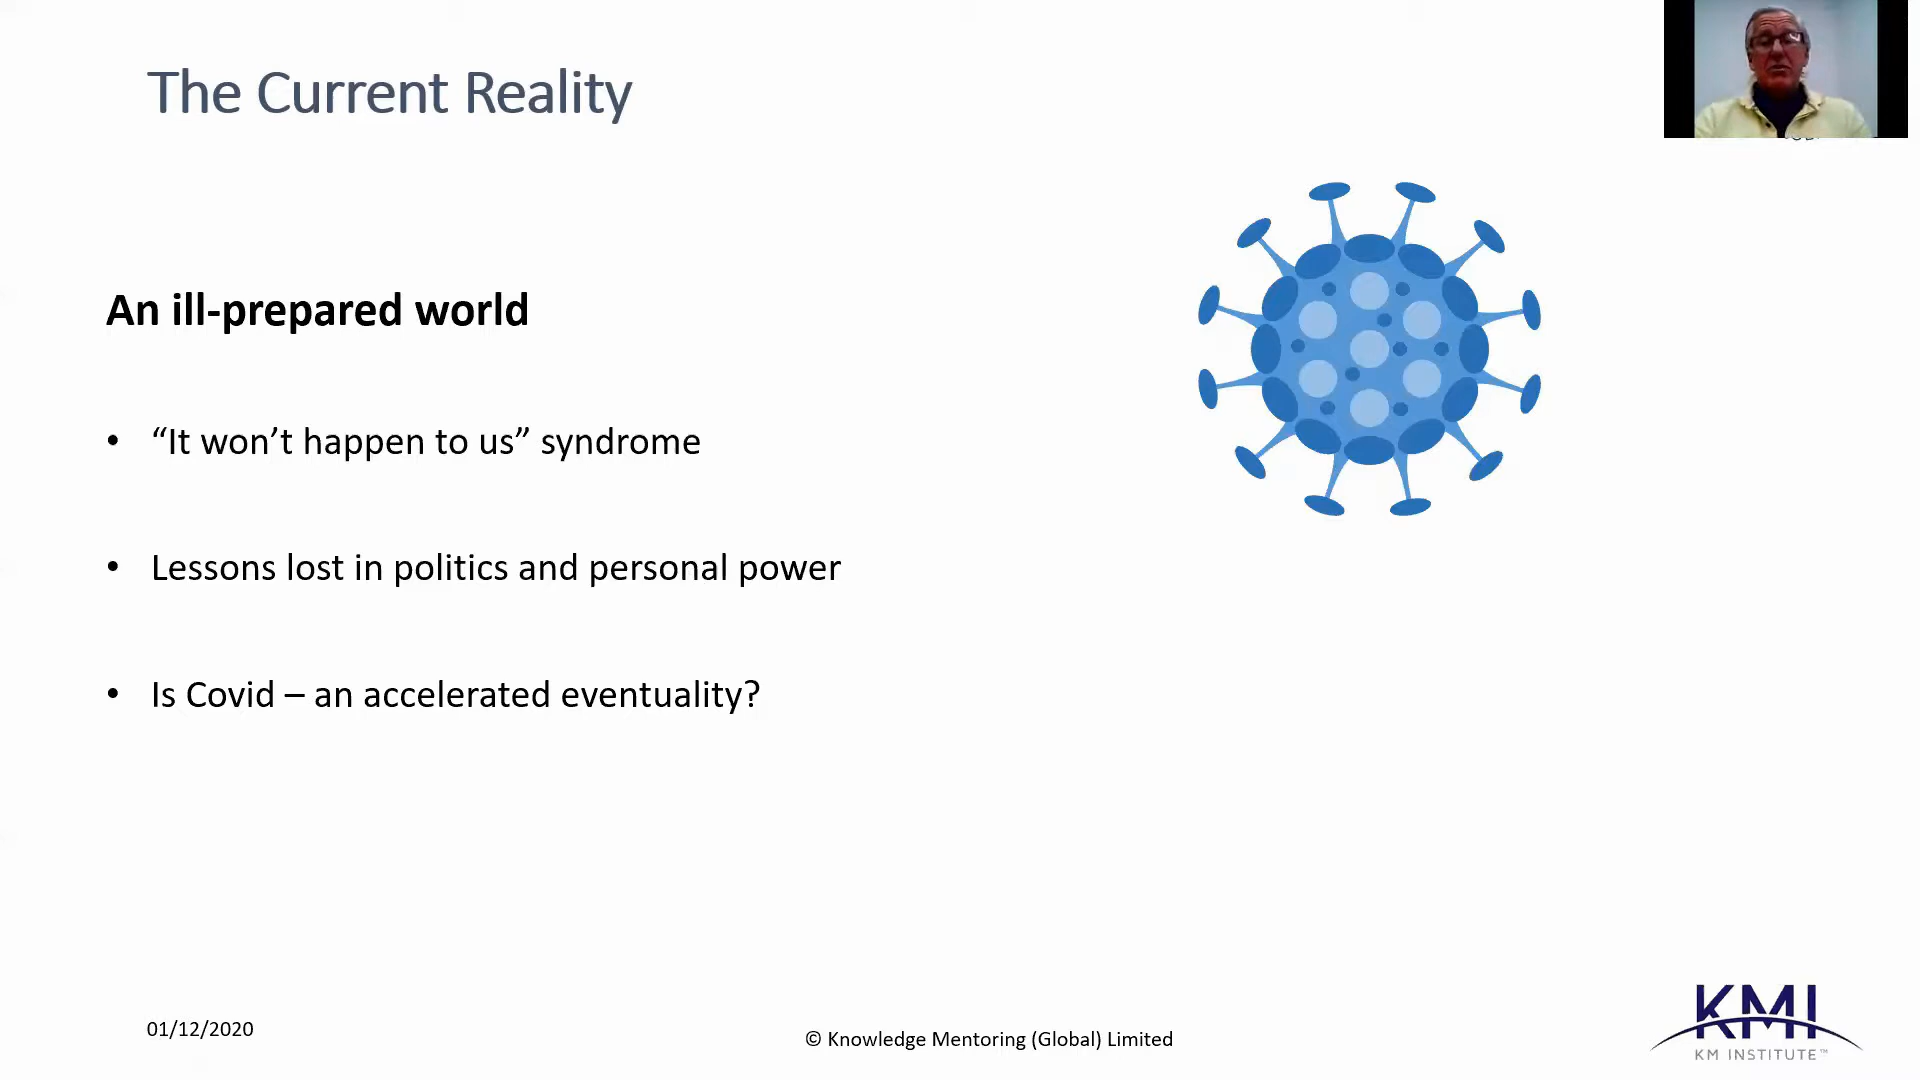 The Current Reality
An ill-prepared world
• “It won’t happen to us” syndrome
• Lessons lost in politics and personal power
• Is Covid – an accelerated eventuality?
01/12/2020
© Knowledge Mentoring (Global) Limited
KMI
KM INSTITUTE™